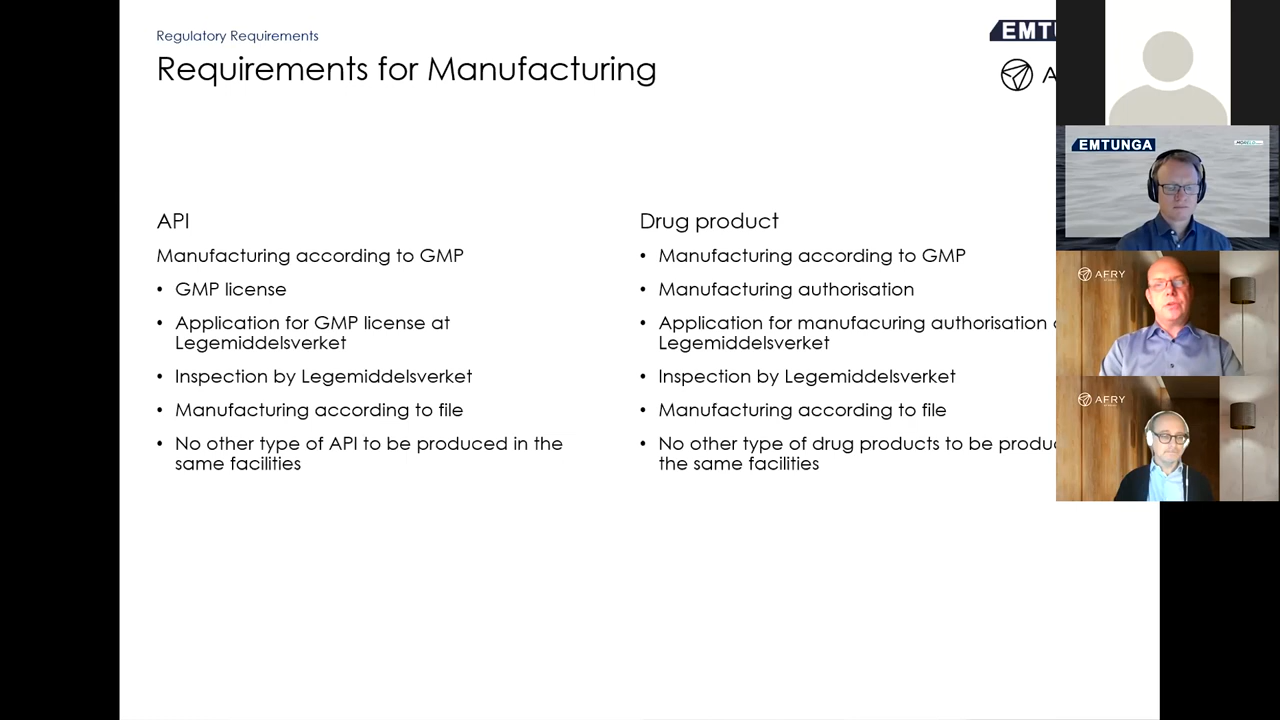 Regulatory Requirements
Requirements for Manufacturing
EMTU
A
API
Manufacturing according to GMP
• GMP license
• Application for GMP license at
Legemiddelsverket
• Inspection by Legemiddelsverket
• Manufacturing according to file
• No other type of API to be produced in the
same facilities
Drug product
• Manufacturing according to GMP
• Manufacturing authorisation
• Application for manufacuring authorisation
Legemiddelsverket
• Inspection by Legemiddelsverket
• Manufacturing according to file
• No other type of drug products to be produ
the same facilities
EMTUNGA
AFRY
AFRY